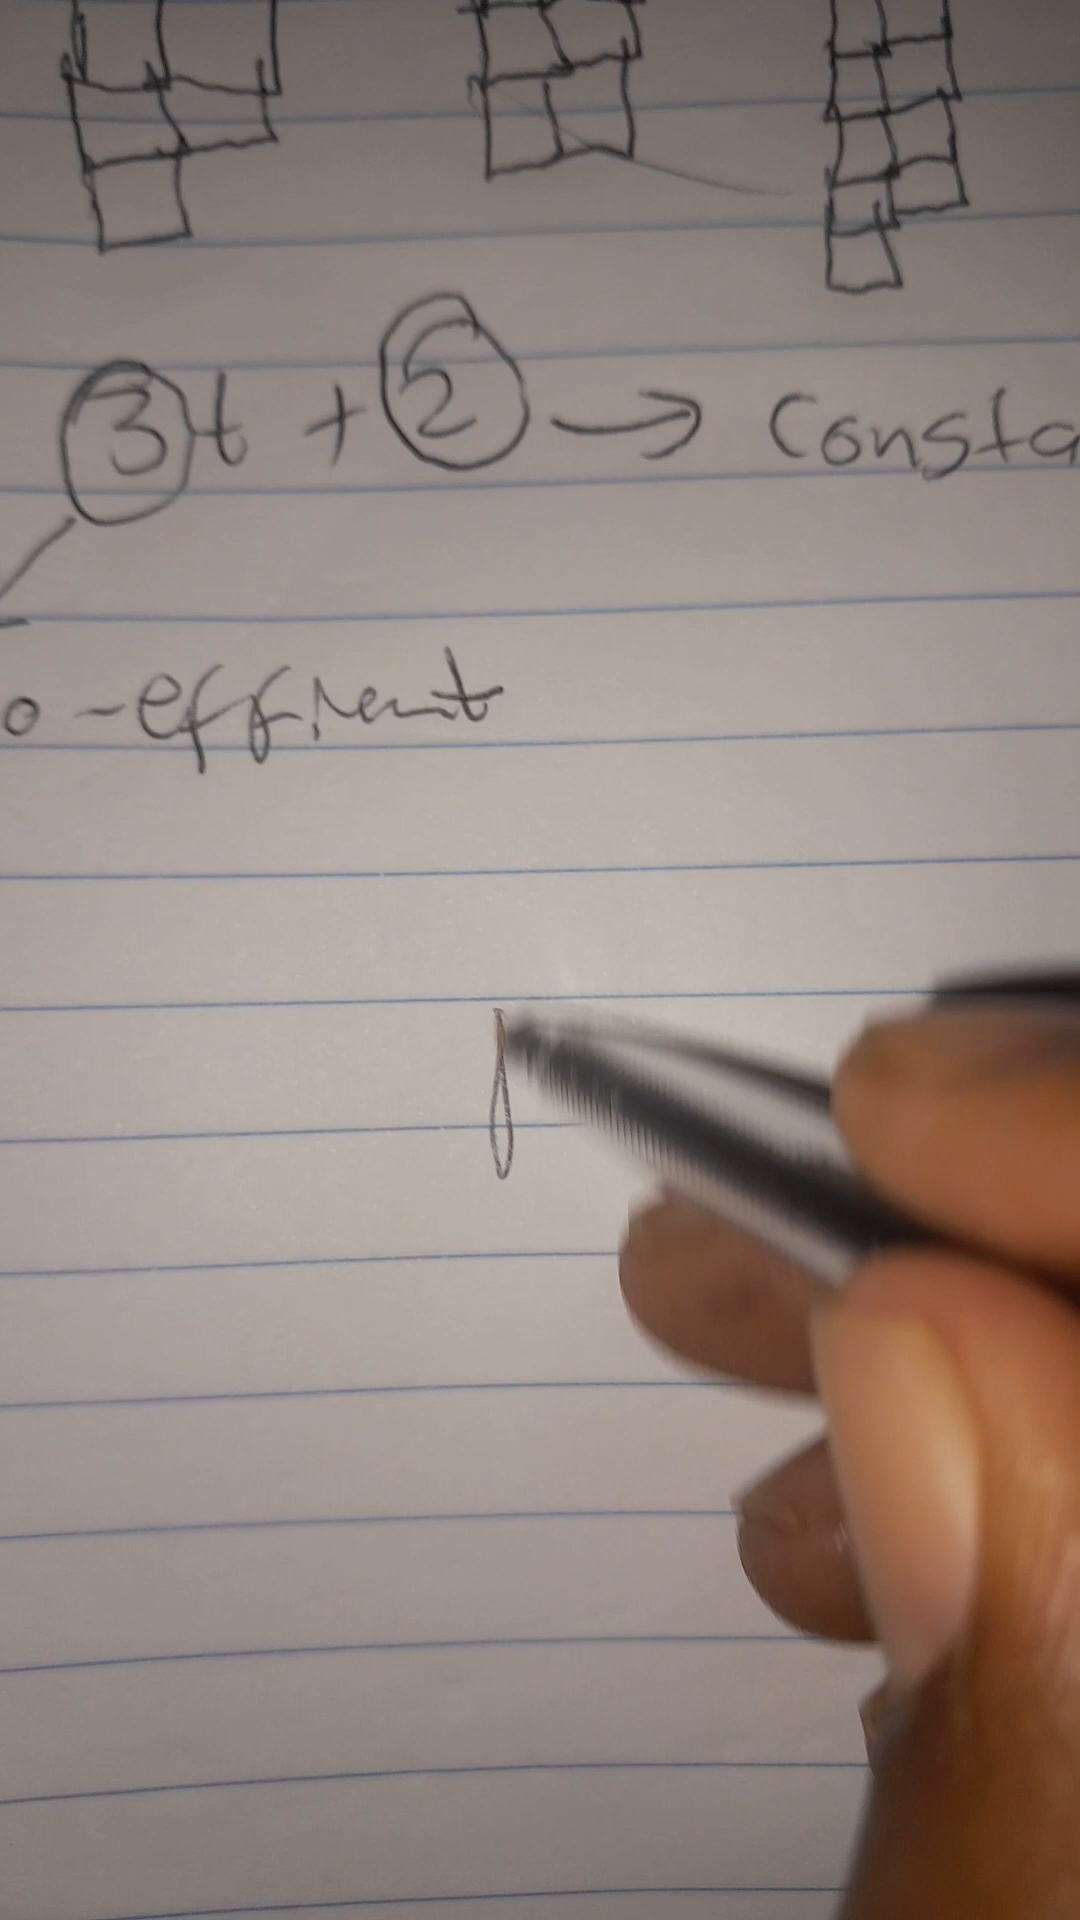 3t + 2 → Consta
o-effient